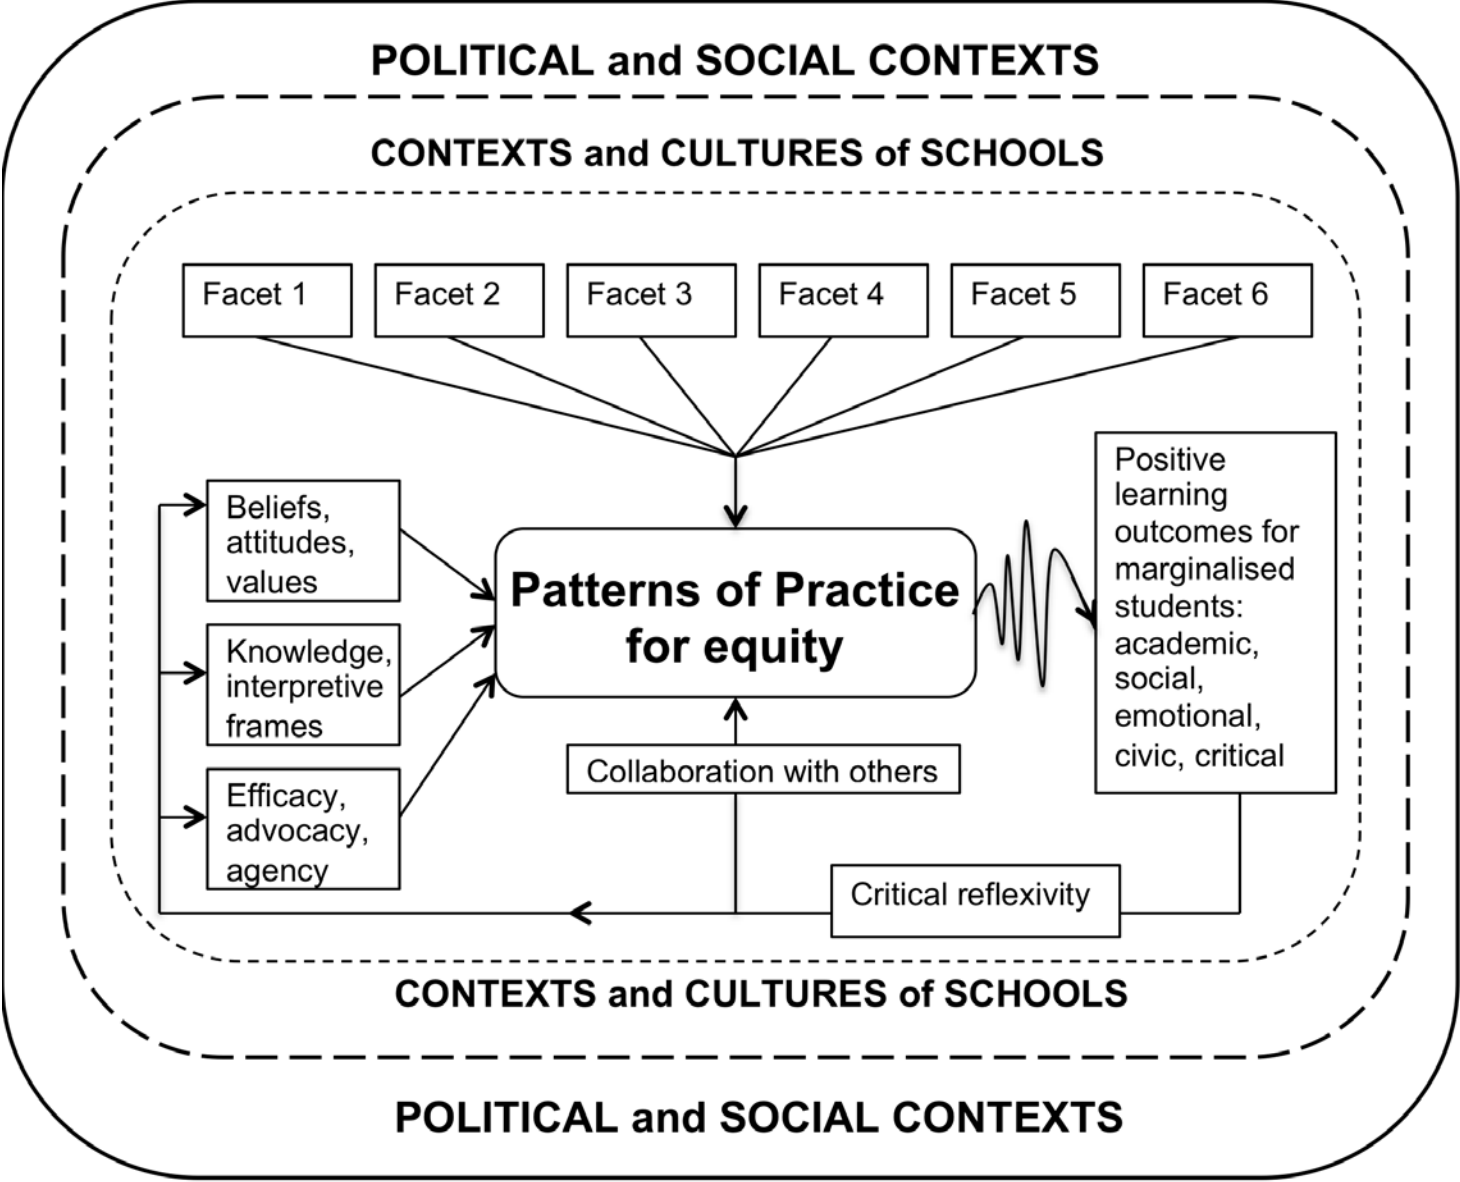 POLITICAL and SOCIAL CONTEXTS
CONTEXTS and CULTURES of SCHOOLS
Facet 1
Facet 2
Facet 3
Facet 4
Facet 5
Facet 6
Beliefs,
attitudes,
values
Knowledge,
interpretive
frames
Efficacy,
advocacy,
agency
Patterns of Practice
for equity
Collaboration with others
Positive
learning
outcomes for
marginalised
students:
academic,
social,
emotional,
civic, critical
Critical reflexivity
CONTEXTS and CULTURES of SCHOOLS
POLITICAL and SOCIAL CONTEXTS